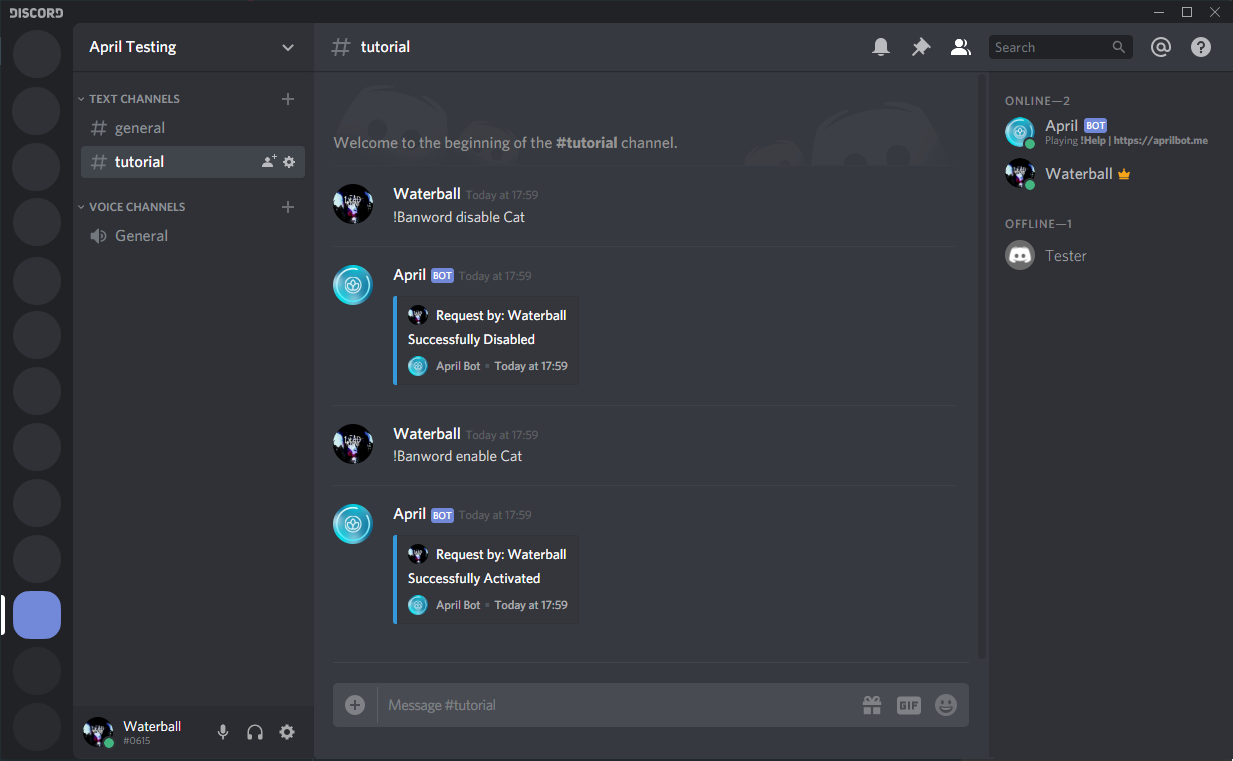 DISCORD
April Testing
TEXT CHANNELS
general
tutorial
VOICE CHANNELS
General
Waterball
#0615
# tutorial
Search
Welcome to the beginning of the #tutorial channel.
Waterball Today at 17:59
!Banword disable Cat
April BOT Today at 17:59
Request by: Waterball
Successfully Disabled
April Bot • Today at 17:59
Waterball Today at 17:59
!Banword enable Cat
April BOT Today at 17:59
Request by: Waterball
Successfully Activated
April Bot • Today at 17:59
Message #tutorial
GIF
ONLINE—2
April BOT
Playing !Help | https://aprilbot.me
Waterball
OFFLINE—1
Tester